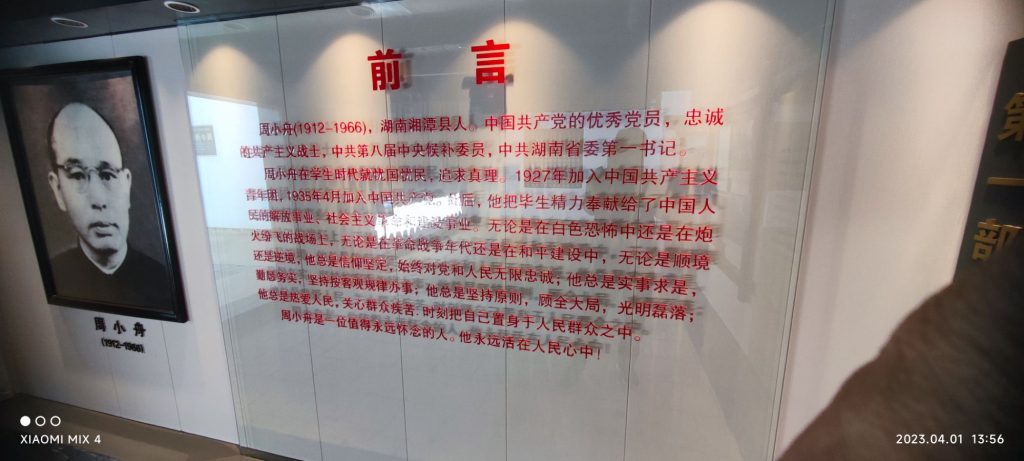 前言
周小舟(1912-1966)，湖南湘潭县人。中国共产党的优秀党员，忠诚
的共产主义战士，中共第八届中央候补委员，中共湖南省委第一书记。
周小舟在学生时代就忧国忧民，追求真理。1927年加入中国共产主义
青年团，1935年4月加入中国共产党。此后，他把毕生精力奉献给了中国人
民的解放事业、社会主义革命和建设事业。无论是在白色恐怖中还是在炮
火纷飞的战场上，无论是在革命战争年代还是在和平建设中，无论是顺境
还是逆境，他总是信仰坚定，始终对党和人民无限忠诚；他总是实事求是，
勤恳务实，坚持按客观规律办事；他总是坚持原则，顾全大局，光明磊落；
他总是热爱人民，关心群众疾苦，时刻把自己置身于人民群众之中。
周小舟是一位值得永远怀念的人。他永远活在人民心中！
周小舟
(1912-1966)
第一部
XIAOMI MIX 4
2023.04.01 13:56